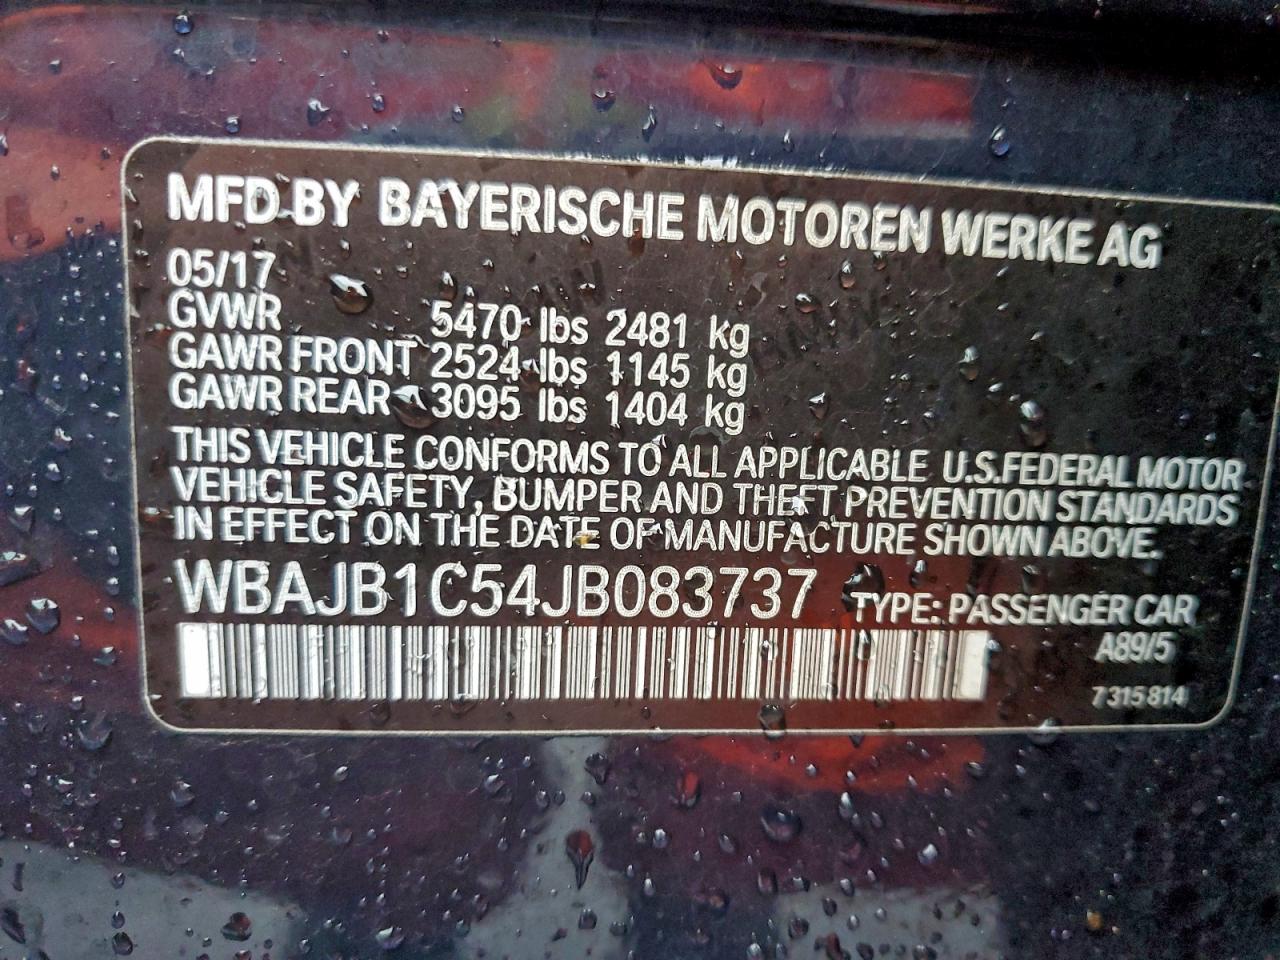 MFD BY BAYERISCHE MOTOREN WERKE AG
05/17
GVWR 5470 lbs 2481 kg
GAWR FRONT 2524 lbs 1145 kg
GAWR REAR 3095 lbs 1404 kg
THIS VEHICLE CONFORMS TO ALL APPLICABLE U.S.FEDERAL MOTOR
VEHICLE SAFETY, BUMPER AND THEFT PREVENTION STANDARDS
IN EFFECT ON THE DATE OF MANUFACTURE SHOWN ABOVE.
WBAJB1C54JB083737 TYPE: PASSENGER CAR
A89/5
7 315 814